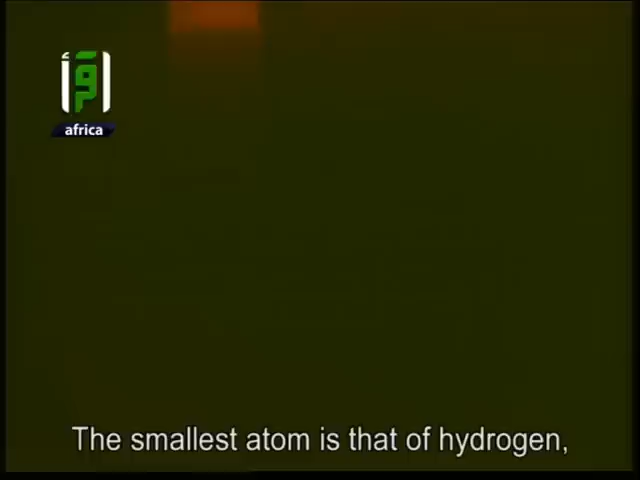 اقرأ
africa
The smallest atom is that of hydrogen,